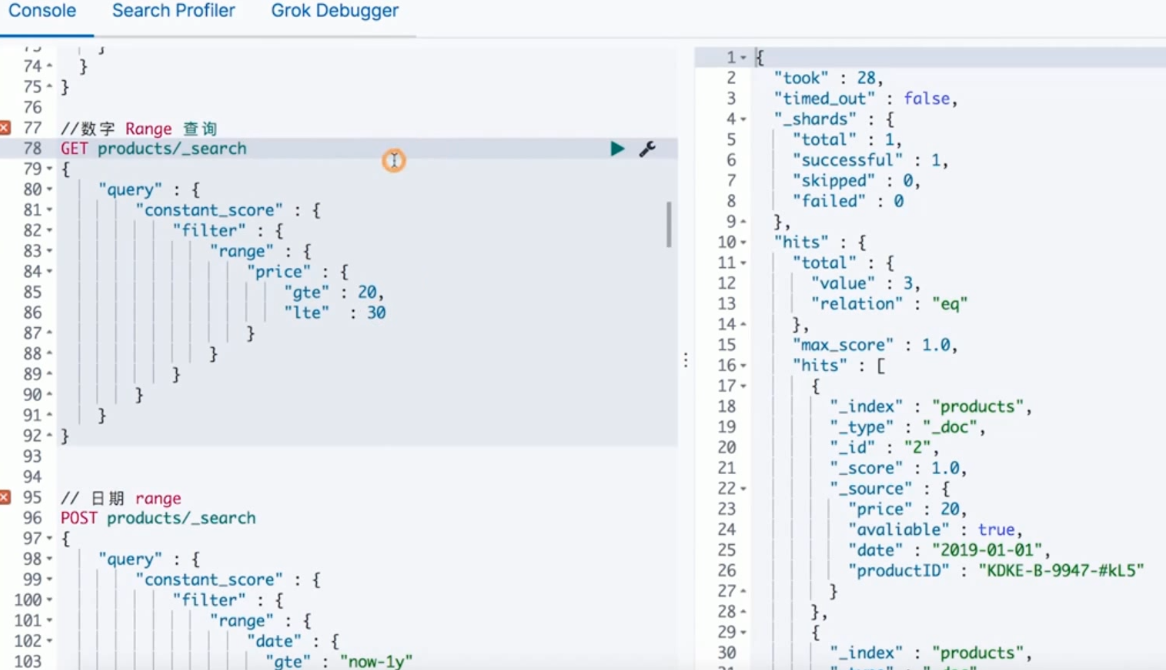 Console Search Profiler Grok Debugger
74 }
75 }
76
77 //数字 Range 查询
78 GET products/_search
79 {
80 "query" : {
81 "constant_score" : {
82 "filter" : {
83 "range" : {
84 "price" : {
85 "gte" : 20,
86 "lte" : 30
87 }
88 }
89 }
90 }
91 }
92 }
93
94
95 // 日期 range
96 POST products/_search
97 {
98 "query" : {
99 "constant_score" : {
100 "filter" : {
101 "range" : {
102 "date" : {
103 "gte" : "now-1y"
1 {
2 "took" : 28,
3 "timed_out" : false,
4 "_shards" : {
5 "total" : 1,
6 "successful" : 1,
7 "skipped" : 0,
8 "failed" : 0
9 },
10 "hits" : {
11 "total" : {
12 "value" : 3,
13 "relation" : "eq"
14 },
15 "max_score" : 1.0,
16 "hits" : [
17 {
18 "_index" : "products",
19 "_type" : "_doc",
20 "_id" : "2",
21 "_score" : 1.0,
22 "_source" : {
23 "price" : 20,
24 "avaliable" : true,
25 "date" : "2019-01-01",
26 "productID" : "KDKE-B-9947-#kL5"
27 }
28 },
29 {
30 "_index" : "products",